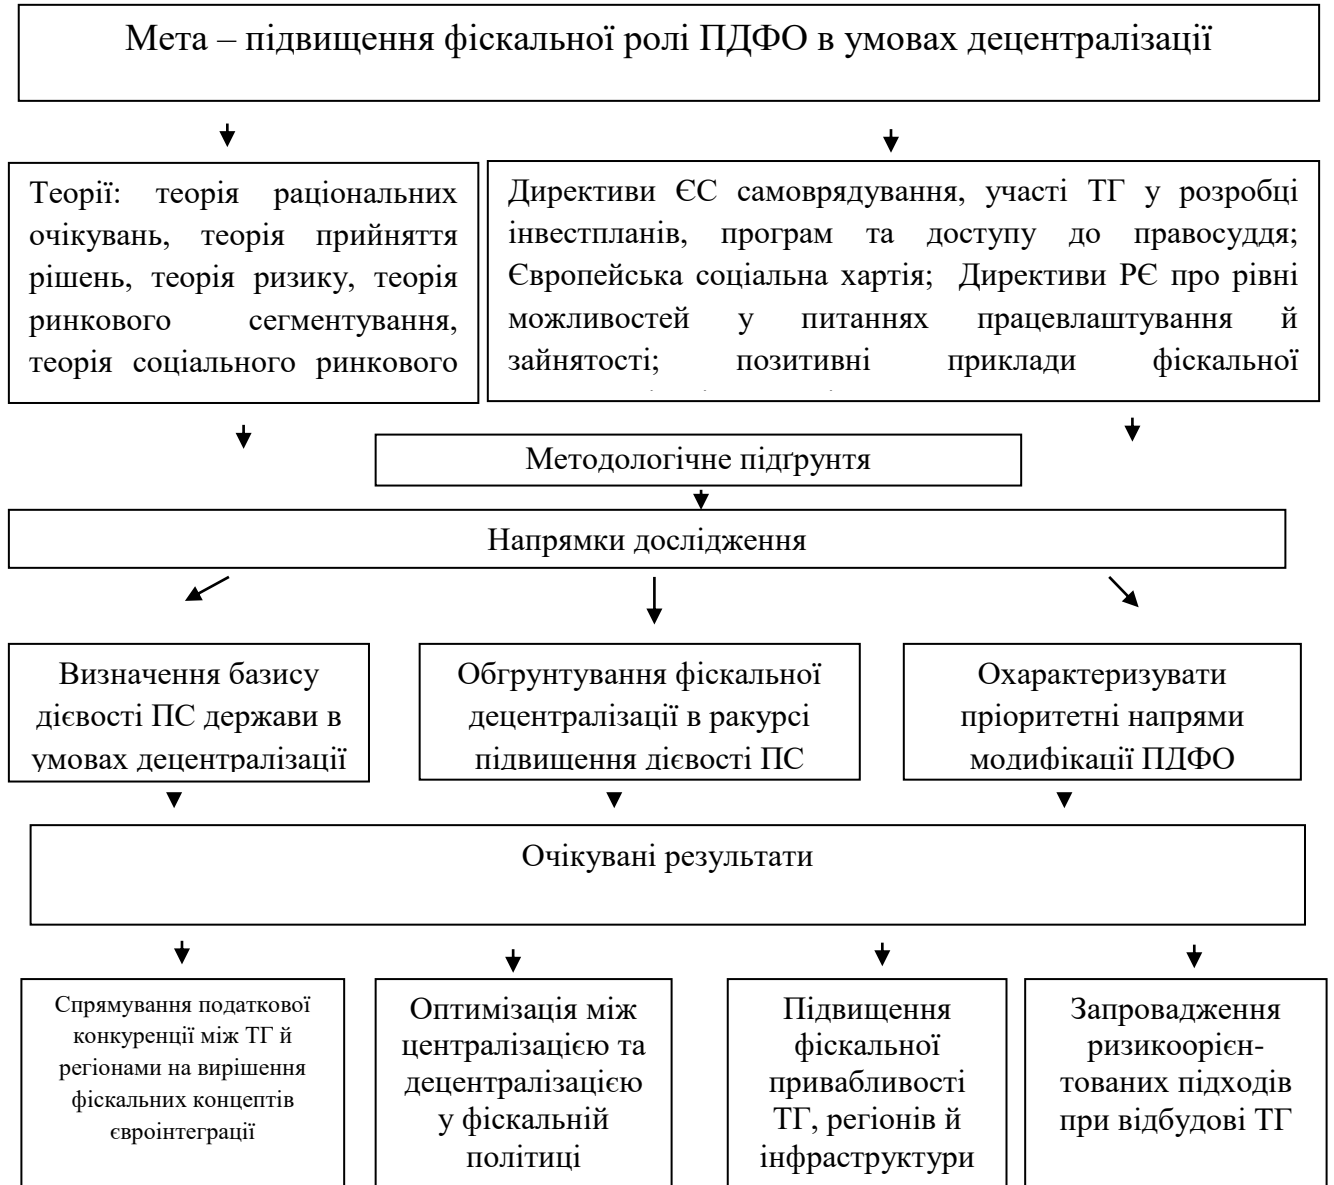 Мета – підвищення фіскальної ролі ПДФО в умовах децентралізації
Теорії: теорія раціональних
очікувань, теорія прийняття
рішень, теорія ризику, теорія
ринкового сегментування,
теорія соціального ринкового
Директиви ЄС самоврядування, участі ТГ у розробці
інвестпланів, програм та доступу до правосуддя;
Європейська соціальна хартія; Директиви РЄ про рівні
можливостей у питаннях працевлаштування й
зайнятості; позитивні приклади фіскальної
Методологічне підґрунтя
Напрямки дослідження
Визначення базису
дієвості ПС держави в
умовах децентралізації
Обгрунтування фіскальної
децентралізації в ракурсі
підвищення дієвості ПС
Охарактеризувати
пріоритетні напрями
модифікації ПДФО
Очікувані результати
Спрямування податкової
конкуренції між ТГ й
регіонами на вирішення
фіскальних концептів
євроінтеграції
Оптимізація між
централізацією та
децентралізацією
у фіскальній
політиці
Підвищення
фіскальної
привабливості
ТГ, регіонів й
інфраструктури
Запровадження
ризикоорієн-
тованих підходів
при відбудові ТГ